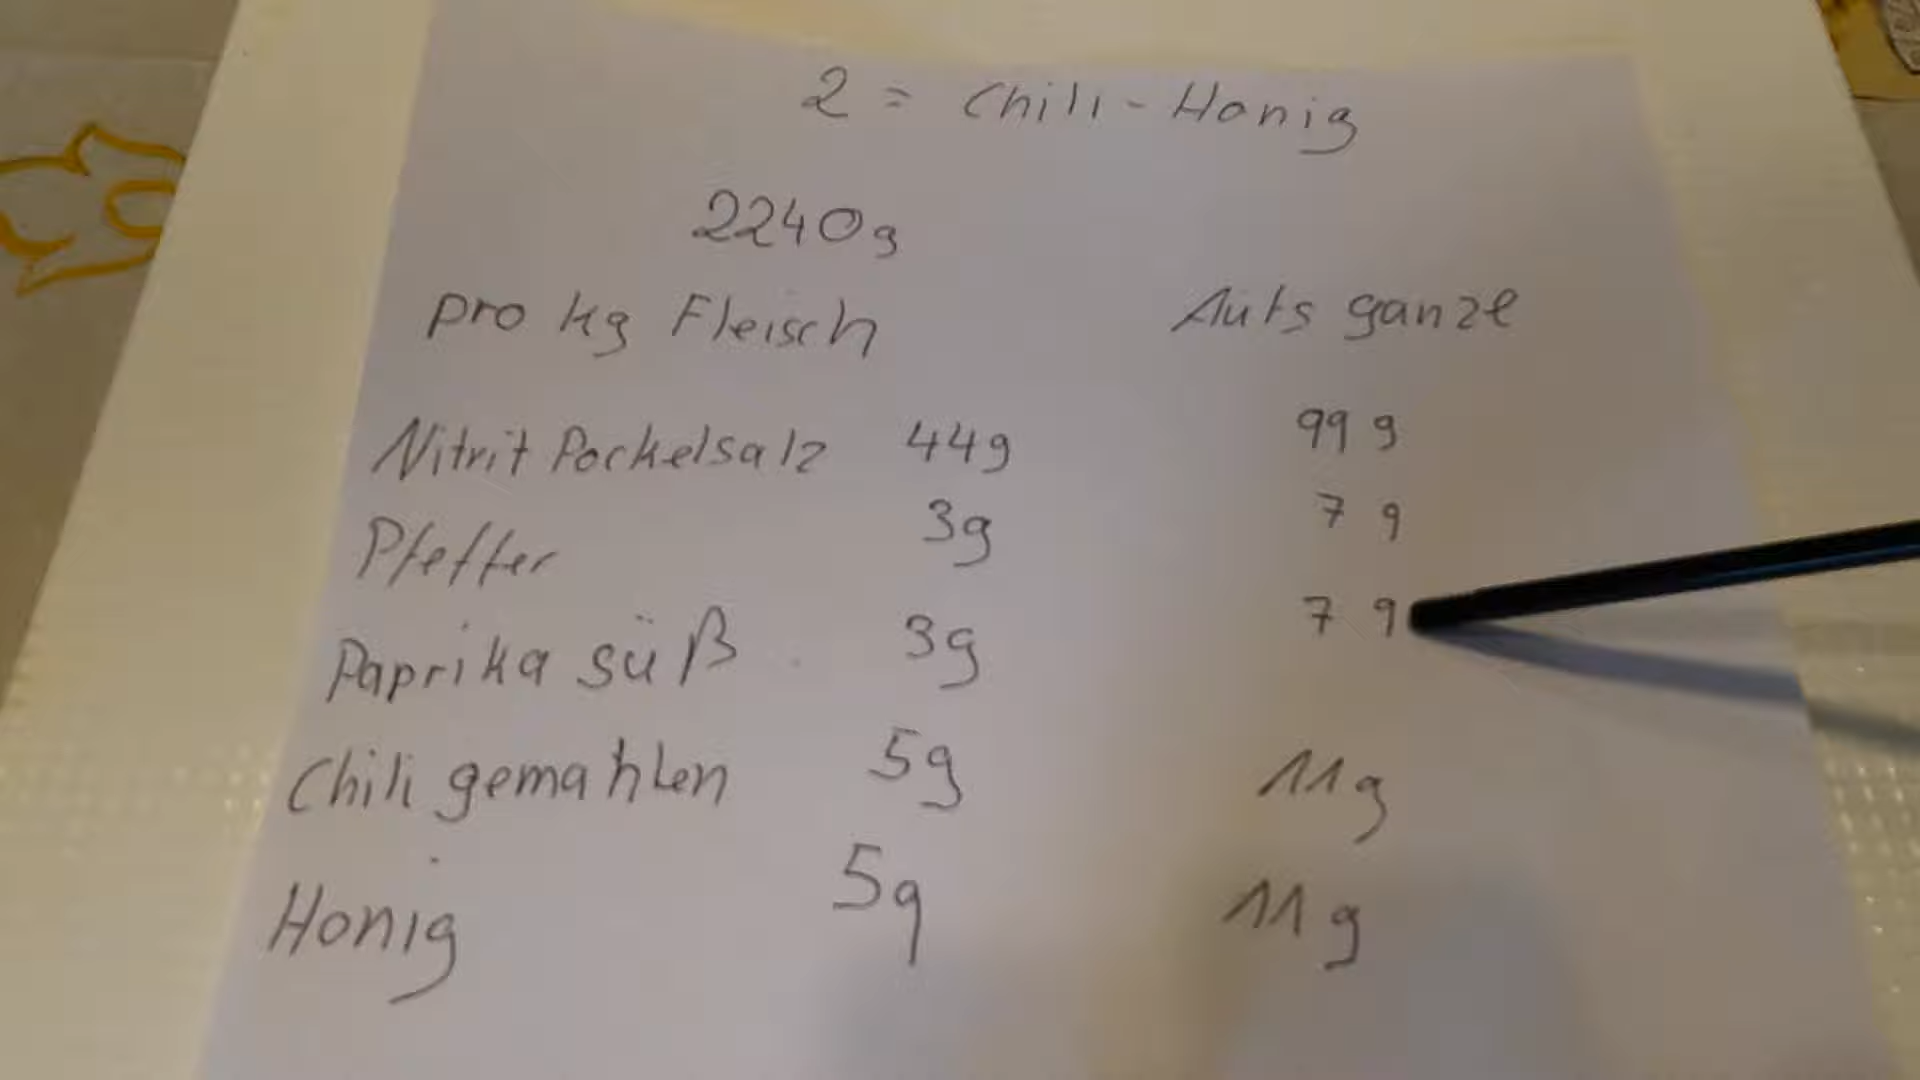 2 = Chili-Honig
2240g
pro kg Fleisch Aufs ganze
Nitrit Pockelsalz 44g 99 g
Pfeffer 3g 7 g
Paprika süß 3g 7 g
Chili gemahlen 5g 11g
Honig 5g 11 g